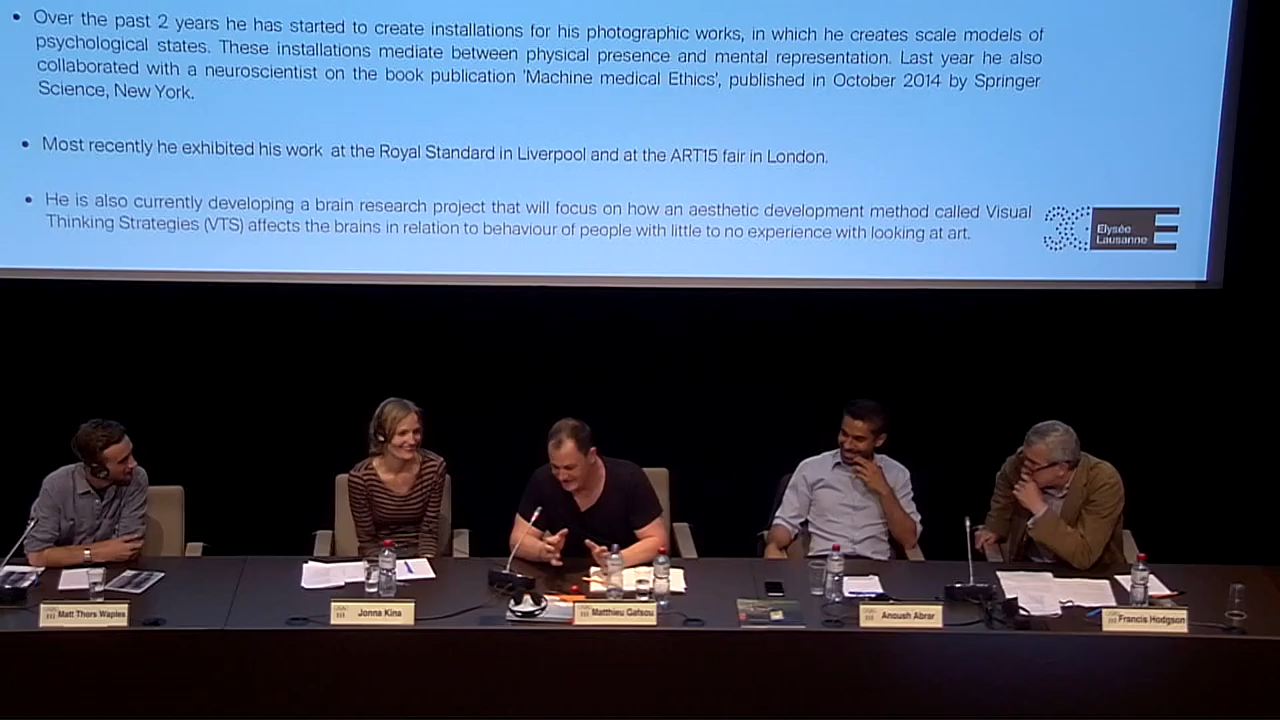 • Over the past 2 years he has started to create installations for his photographic works, in which he creates scale models of
psychological states. These installations mediate between physical presence and mental representation. Last year he also
collaborated with a neuroscientist on the book publication 'Machine medical Ethics', published in October 2014 by Springer
Science, New York.
• Most recently he exhibited his work at the Royal Standard in Liverpool and at the ART15 fair in London.
• He is also currently developing a brain research project that will focus on how an aesthetic development method called Visual
Thinking Strategies (VTS) affects the brains in relation to behaviour of people with little to no experience with looking at art.
Elysée
Lausanne
Matt Thors Waples
Jonna Kina
Matthieu Gafsou
Anoush Abrar
Francis Hodgson